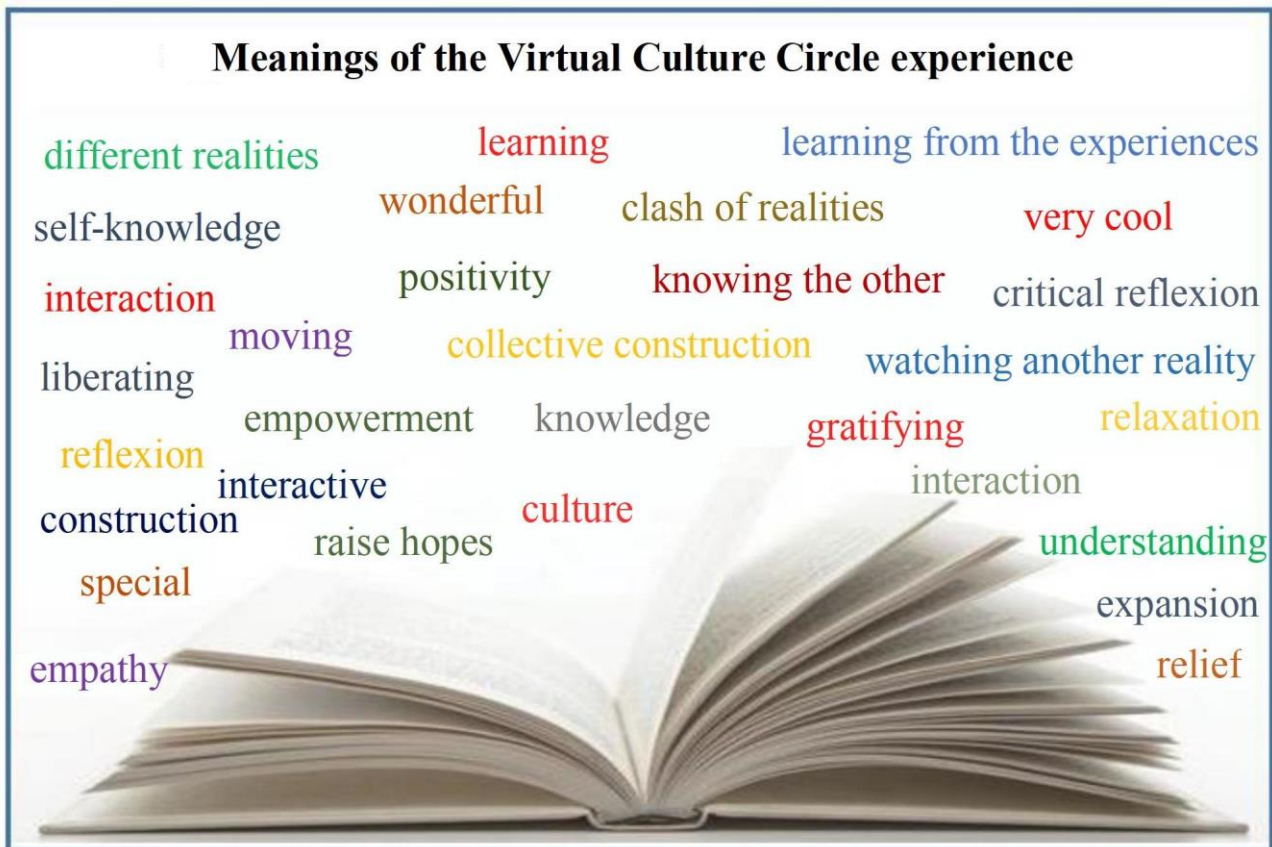 Meanings of the Virtual Culture Circle experience
different realities
learning
learning from the experiences
wonderful
clash of realities
very cool
self-knowledge
positivity
knowing the other
critical reflexion
interaction
moving
collective construction
watching another reality
liberating
empowerment
knowledge
gratifying
relaxation
reflexion
interactive
interaction
construction
culture
raise hopes
understanding
special
expansion
empathy
relief